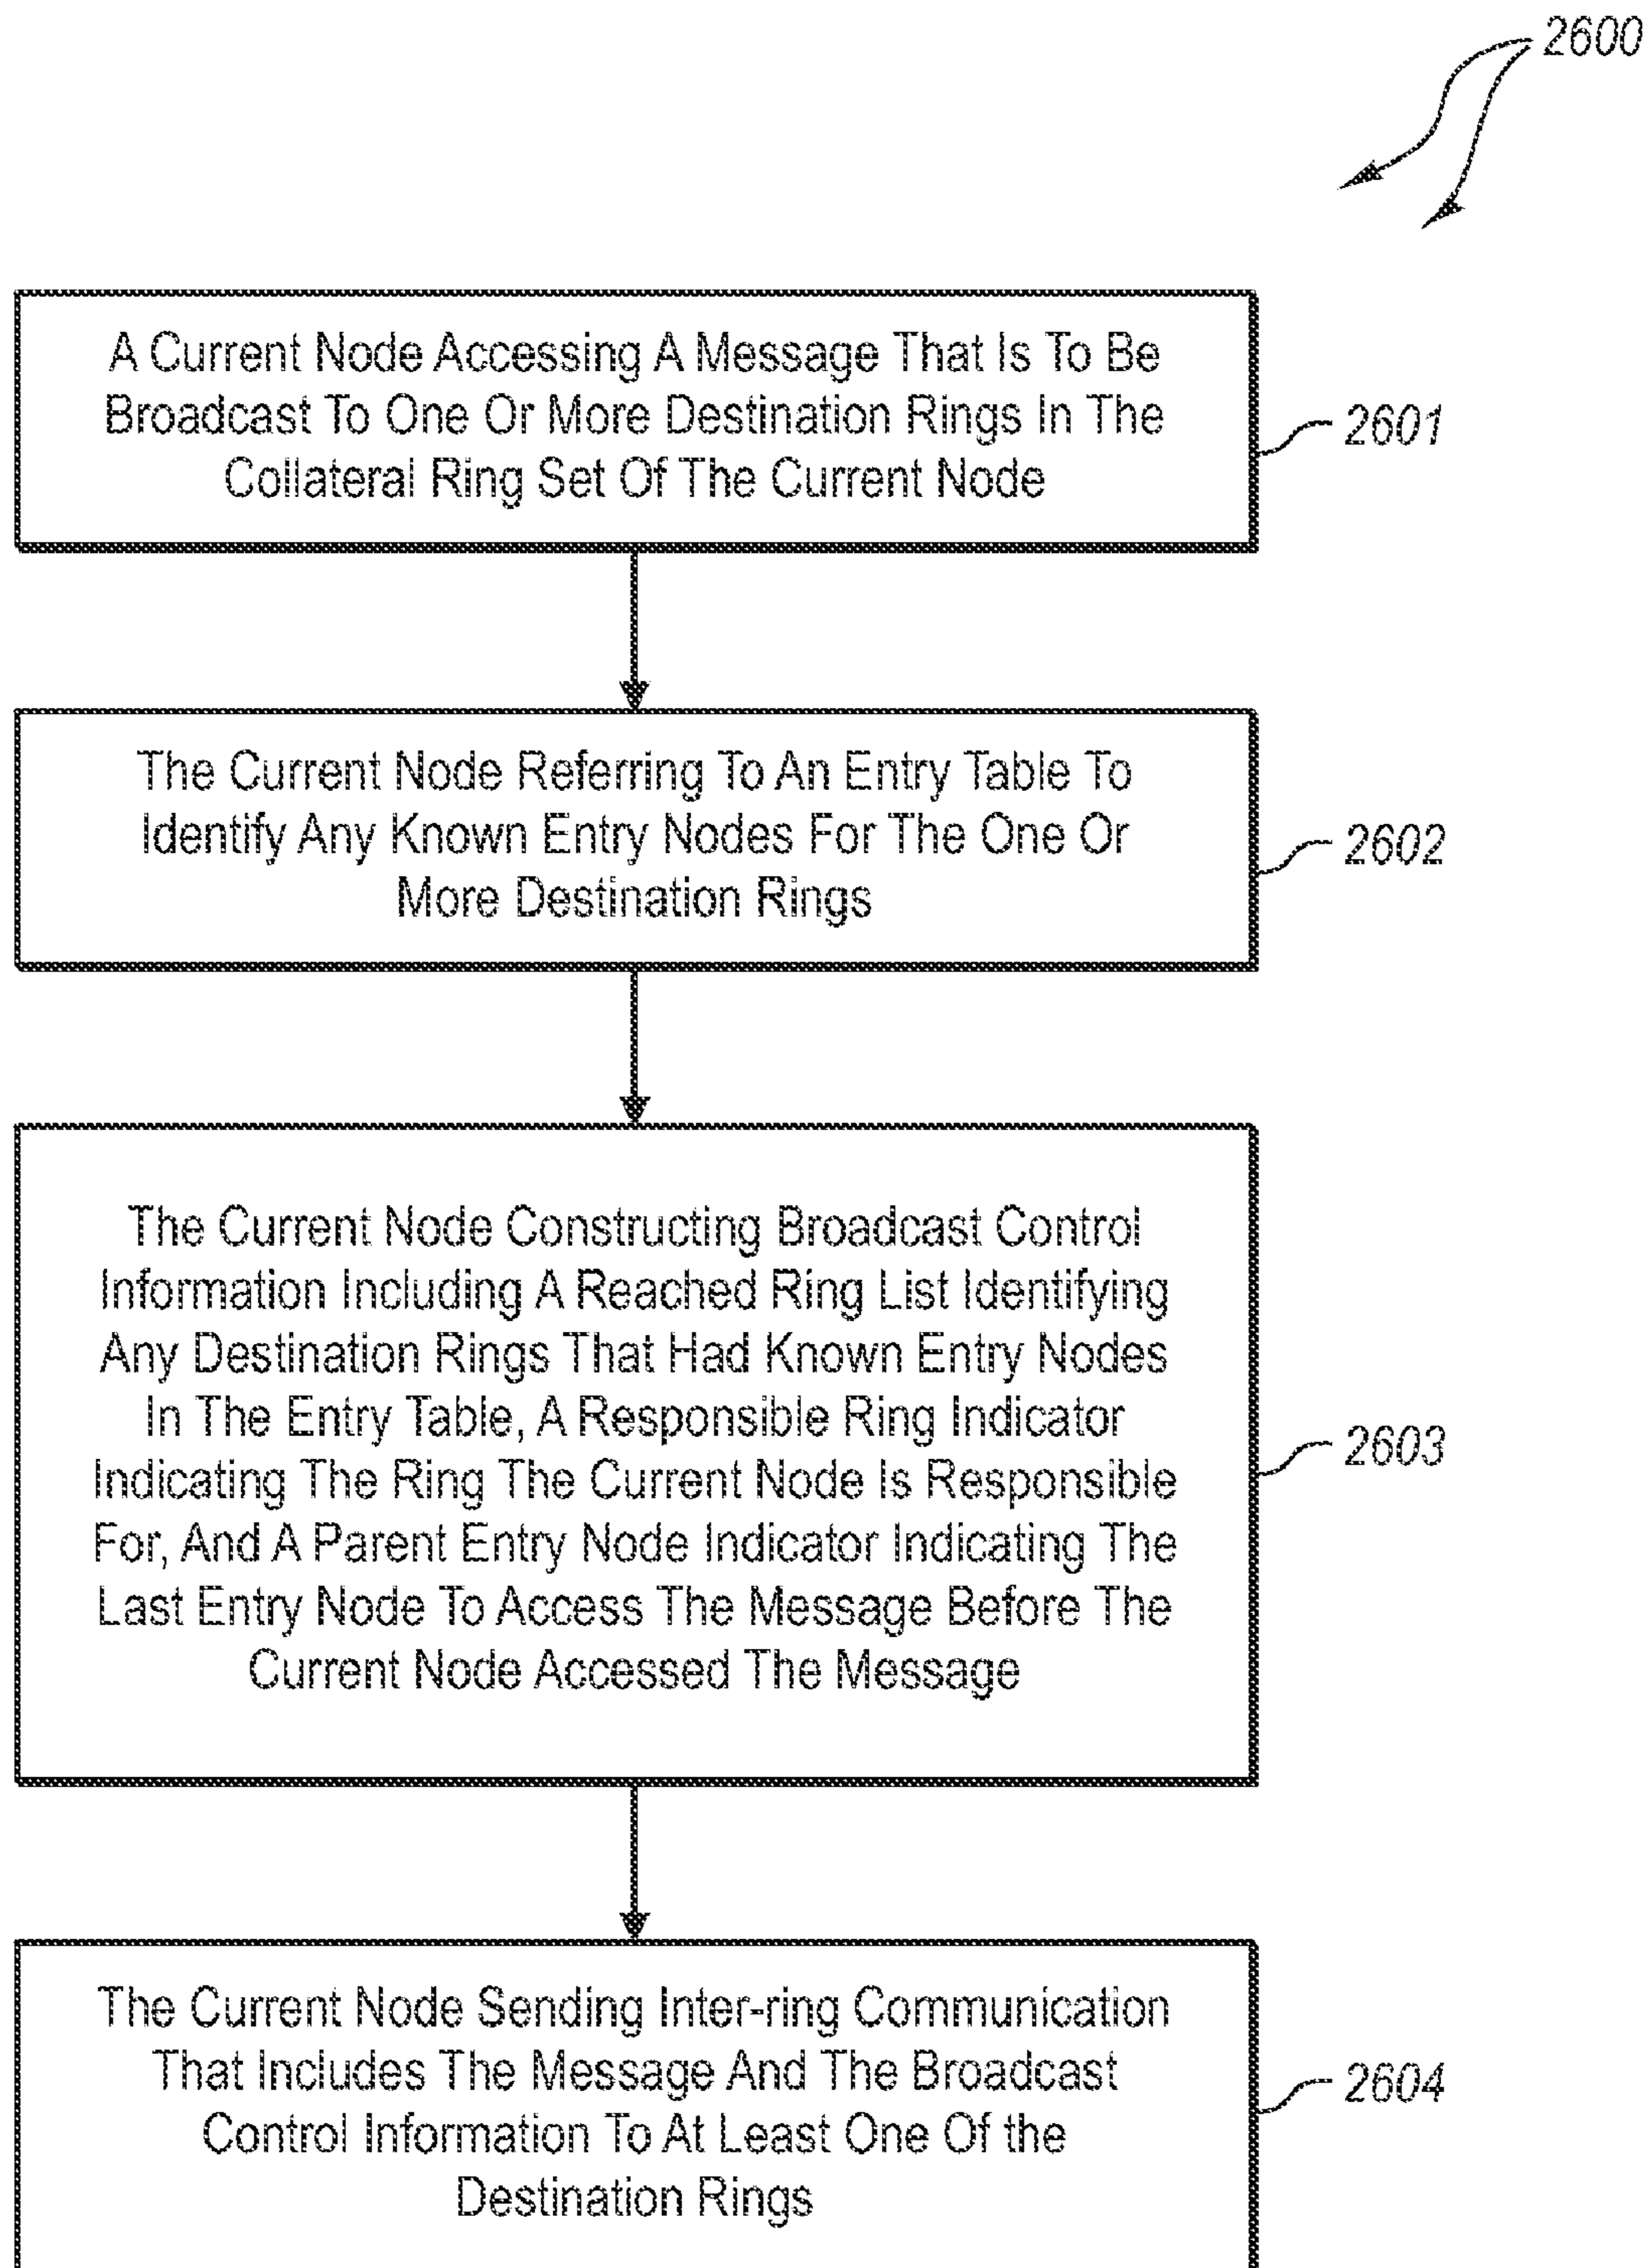 2600
A Current Node Accessing A Message That Is To Be
Broadcast To One Or More Destination Rings In The
Collateral Ring Set Of The Current Node
2601
The Current Node Referring To An Entry Table To
Identify Any Known Entry Nodes For The One Or
More Destination Rings
2602
The Current Node Constructing Broadcast Control
Information Including A Reached Ring List Identifying
Any Destination Rings That Had Known Entry Nodes
In The Entry Table, A Responsible Ring Indicator
Indicating The Ring The Current Node Is Responsible
For, And A Parent Entry Node Indicator Indicating The
Last Entry Node To Access The Message Before The
Current Node Accessed The Message
2603
The Current Node Sending Inter-ring Communication
That Includes The Message And The Broadcast
Control Information To At Least One Of the
Destination Rings
2604